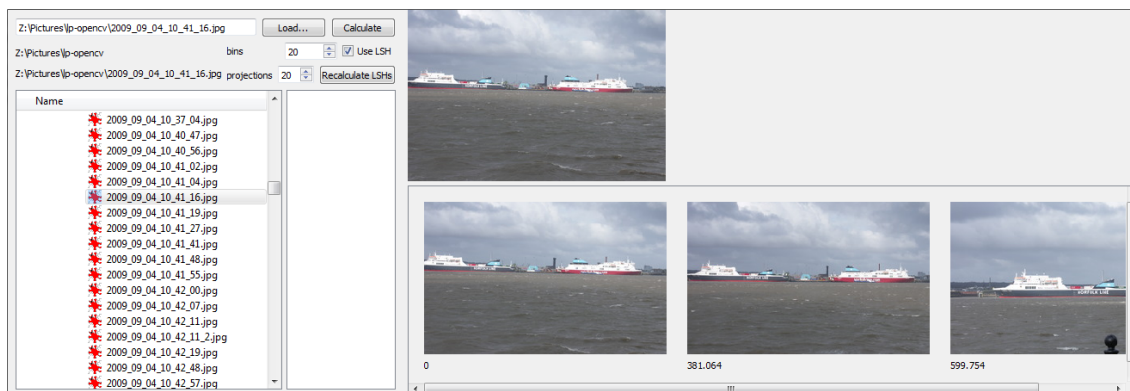 Z:\Pictures\lp-opencv\2009_09_04_10_41_16.jpg Load... Calculate
Z:\Pictures\lp-opencv bins 20 Use LSH
Z:\Pictures\lp-opencv\2009_09_04_10_41_16.jpg projections 20 Recalculate LSHs
Name
2009_09_04_10_37_04.jpg
2009_09_04_10_40_47.jpg
2009_09_04_10_40_56.jpg
2009_09_04_10_41_02.jpg
2009_09_04_10_41_04.jpg
2009_09_04_10_41_16.jpg
2009_09_04_10_41_19.jpg
2009_09_04_10_41_27.jpg
2009_09_04_10_41_41.jpg
2009_09_04_10_41_48.jpg
2009_09_04_10_41_55.jpg
2009_09_04_10_42_00.jpg
2009_09_04_10_42_07.jpg
2009_09_04_10_42_11.jpg
2009_09_04_10_42_11_2.jpg
2009_09_04_10_42_19.jpg
2009_09_04_10_42_48.jpg
2009_09_04_10_42_57.jpg
NORFOLK LINE
0 381.064 599.754